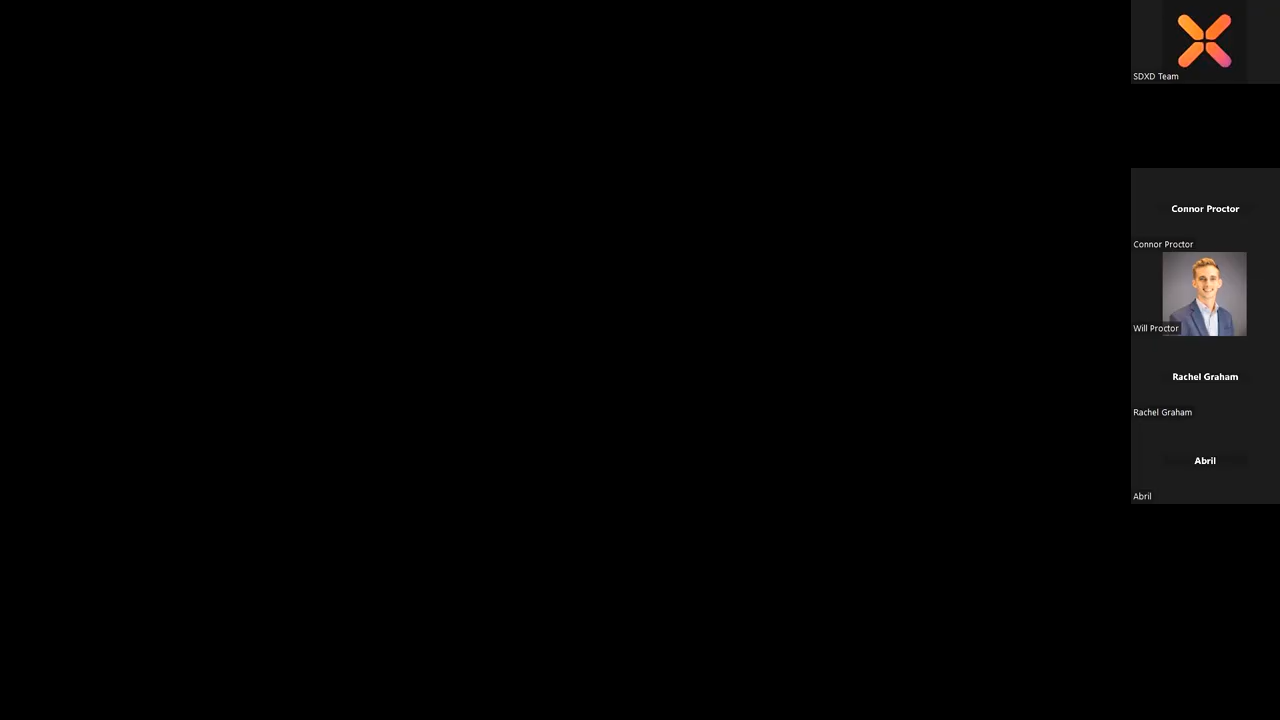 SDXD Team
Connor Proctor
Connor Proctor
Will Proctor
Rachel Graham
Rachel Graham
Abril
Abril